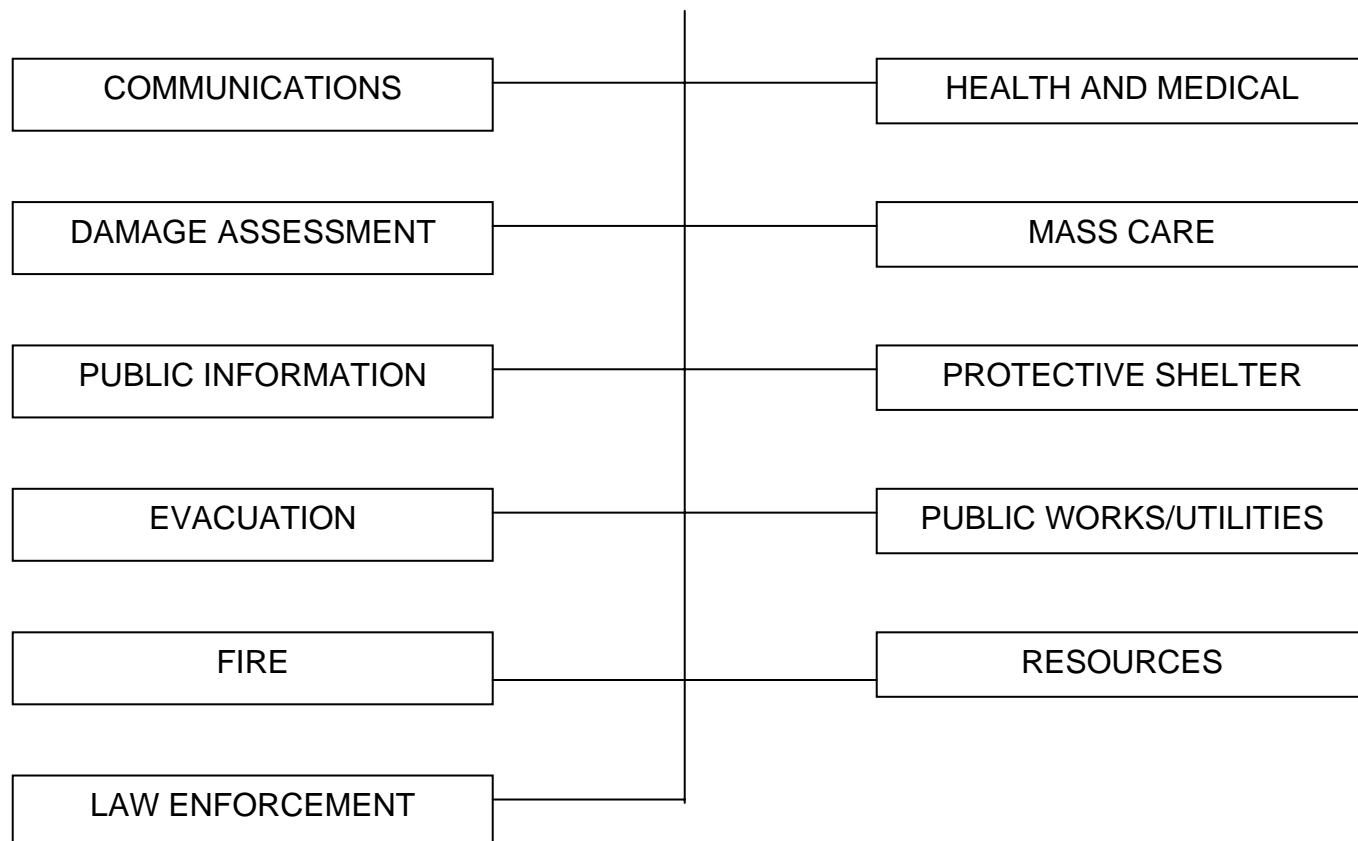 COMMUNICATIONS
HEALTH AND MEDICAL
DAMAGE ASSESSMENT
MASS CARE
PUBLIC INFORMATION
PROTECTIVE SHELTER
EVACUATION
PUBLIC WORKS/UTILITIES
FIRE
RESOURCES
LAW ENFORCEMENT